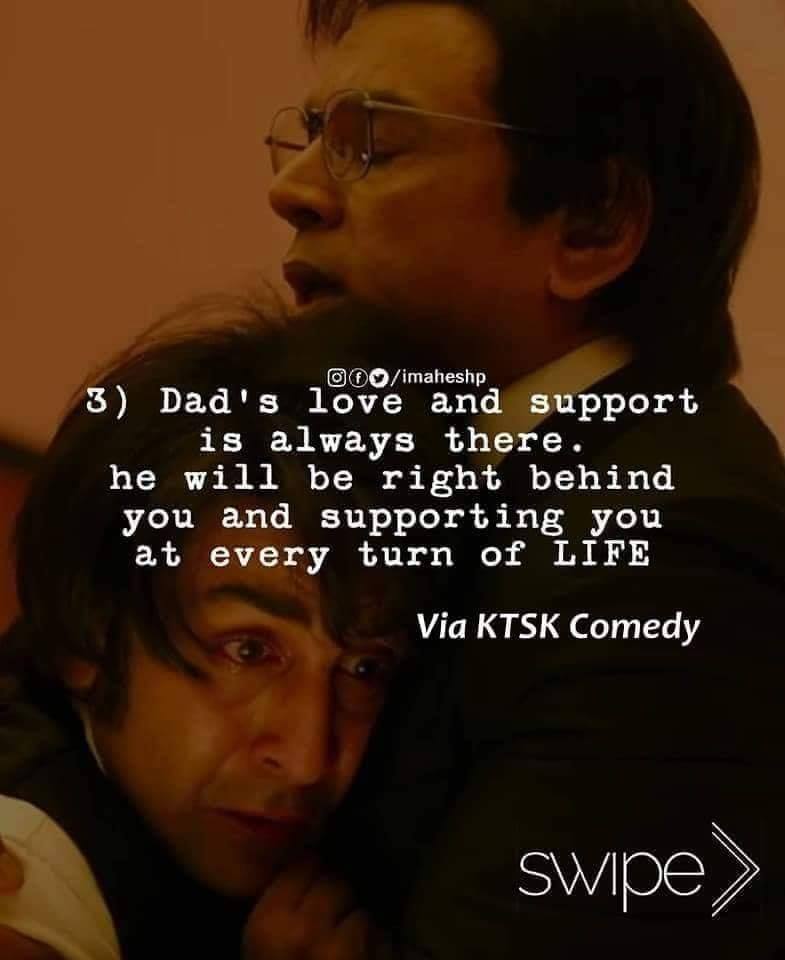 /imaheshp
3) Dad's love and support
is always there.
he will be right behind
you and supporting you
at every turn of LIFE
Via KTSK Comedy
swipe